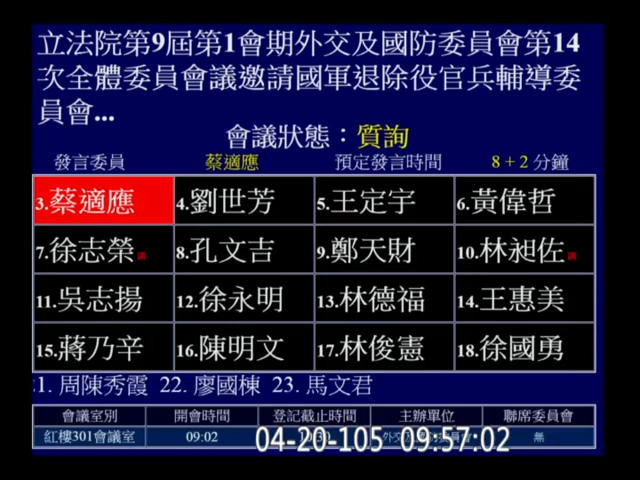 立法院第9屆第1會期外交及國防委員會第14
次全體委員會議邀請國軍退除役官兵輔導委
員會...
會議狀態：質詢
發言委員 蔡適應 預定發言時間 8 + 2 分鐘
3.蔡適應 4.劉世芳 5.王定宇 6.黃偉哲
7.徐志榮 8.孔文吉 9.鄭天財 10.林昶佐
11.吳志揚 12.徐永明 13.林德福 14.王惠美
15.蔣乃辛 16.陳明文 17.林俊憲 18.徐國勇
1. 周陳秀霞 22. 廖國棟 23. 馬文君
會議室別 開會時間 登記截止時間 主辦單位 聯席委員會
紅樓301會議室 09:02 無
04-20-105 09:57:02